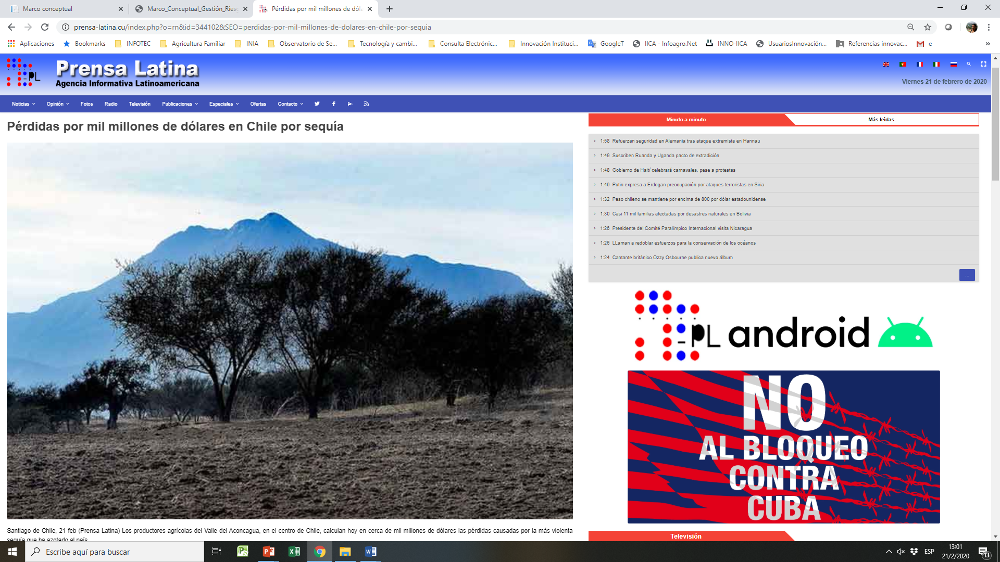 Marco conceptual
Marco_Conceptual_Gestión_Ries
Pérdidas por mil millones de dóla
prensa-latina.cu/index.php?o=rn&id=344102&SEO=perdidas-por-mil-millones-de-dolares-en-chile-por-sequia
Aplicaciones Bookmarks INFOTEC Agricultura Familiar INIA Observatorio de Se... Tecnología y cambi... Consulta Electrónic... Innovación Instituci... GoogleT IICA - Infoagro.Net INNO-IICA UsuariosInnovación... Referencias innovac... e »
Prensa Latina
Agencia Informativa Latinoamericana
-PL
Viernes 21 de febrero de 2020
Noticias Opinión Fotos Radio Televisión Publicaciones Especiales Ofertas Contacto
Pérdidas por mil millones de dólares en Chile por sequía
Santiago de Chile, 21 feb (Prensa Latina) Los productores agrícolas del Valle del Aconcagua, en el centro de Chile, calculan hoy en cerca de mil millones de dólares las pérdidas causadas por la más violenta
sequía que ha azotado al país
Minuto a minuto Más leídas
1:58 Refuerzan seguridad en Alemania tras ataque extremista en Hannau
1:49 Suscriben Ruanda y Uganda pacto de extradición
1:48 Gobierno de Haití celebrará carnavales, pese a protestas
1:46 Putin expresa a Erdogan preocupación por ataques terroristas en Siria
1:32 Peso chileno se mantiene por encima de 800 por dólar estadounidense
1:30 Casi 11 mil familias afectadas por desastres naturales en Bolivia
1:26 Presidente del Comité Paralímpico Internacional visita Nicaragua
1:26 LLaman a redoblar esfuerzos para la conservación de los océanos
1:24 Cantante británico Ozzy Osbourne publica nuevo álbum
...
-PL android
NO
AL BLOQUEO
CONTRA
CUBA
Televisión
Escribe aquí para buscar
ESP
13:01
21/2/2020
13